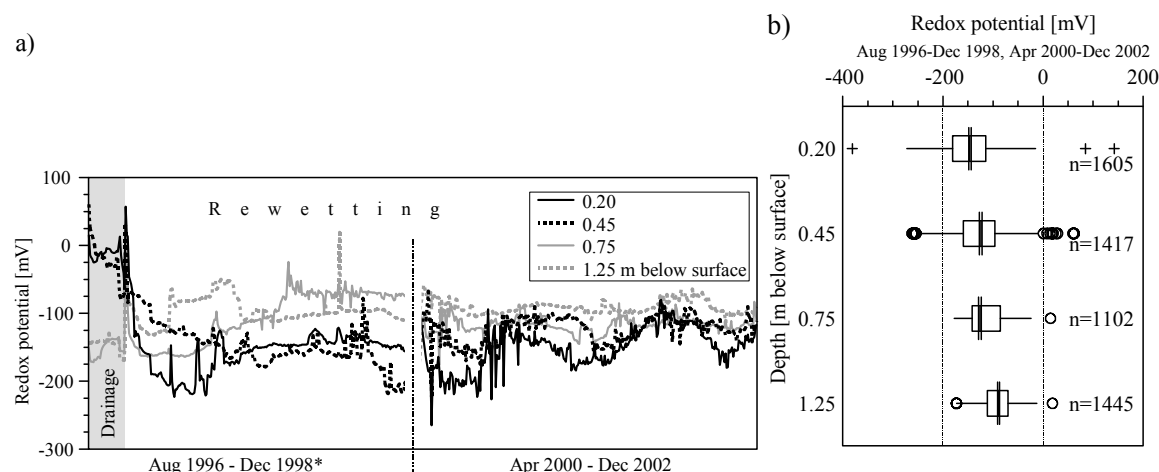 a)
Redox potential [mV]
100
0
-100
-200
-300
Drainage
R e w e t t i n g
0.20
0.45
0.75
1.25 m below surface
Aug 1996 - Dec 1998*
Apr 2000 - Dec 2002
b)
Redox potential [mV]
Aug 1996-Dec 1998, Apr 2000-Dec 2002
-400 -200 0 200
Depth [m below surface]
0.20
n=1605
0.45
n=1417
0.75
n=1102
1.25
n=1445